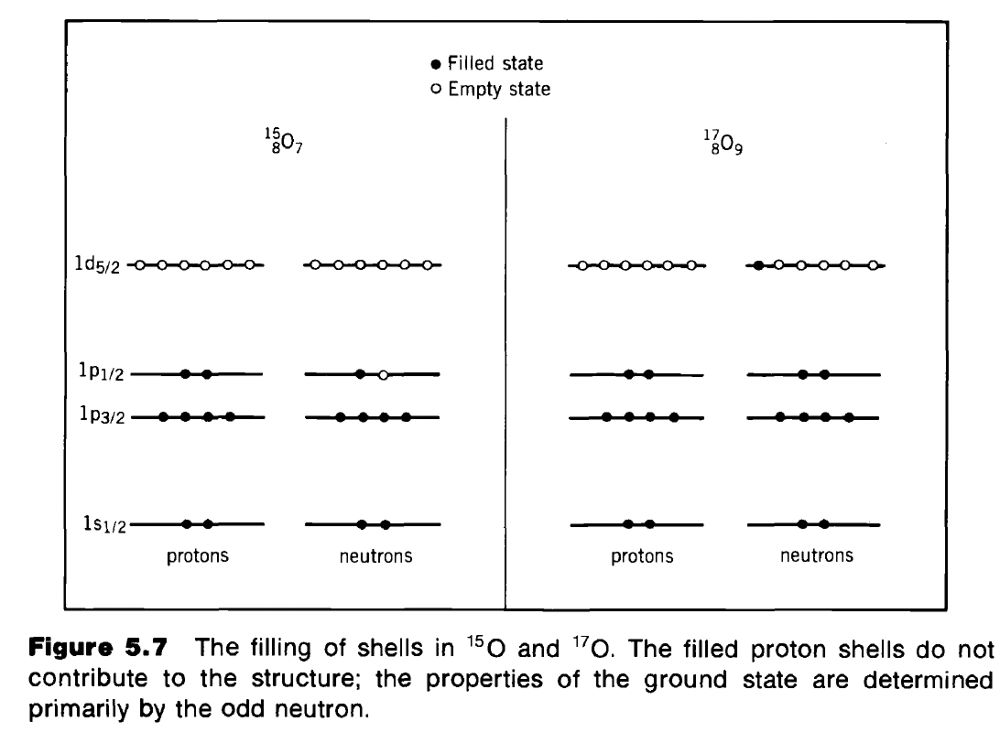 ● Filled state
○ Empty state
¹⁵₈O₇
¹⁷₈O₉
1d5/2
1p1/2
1p3/2
1s1/2
protons neutrons protons neutrons
Figure 5.7 The filling of shells in ¹⁵O and ¹⁷O. The filled proton shells do not
contribute to the structure; the properties of the ground state are determined
primarily by the odd neutron.